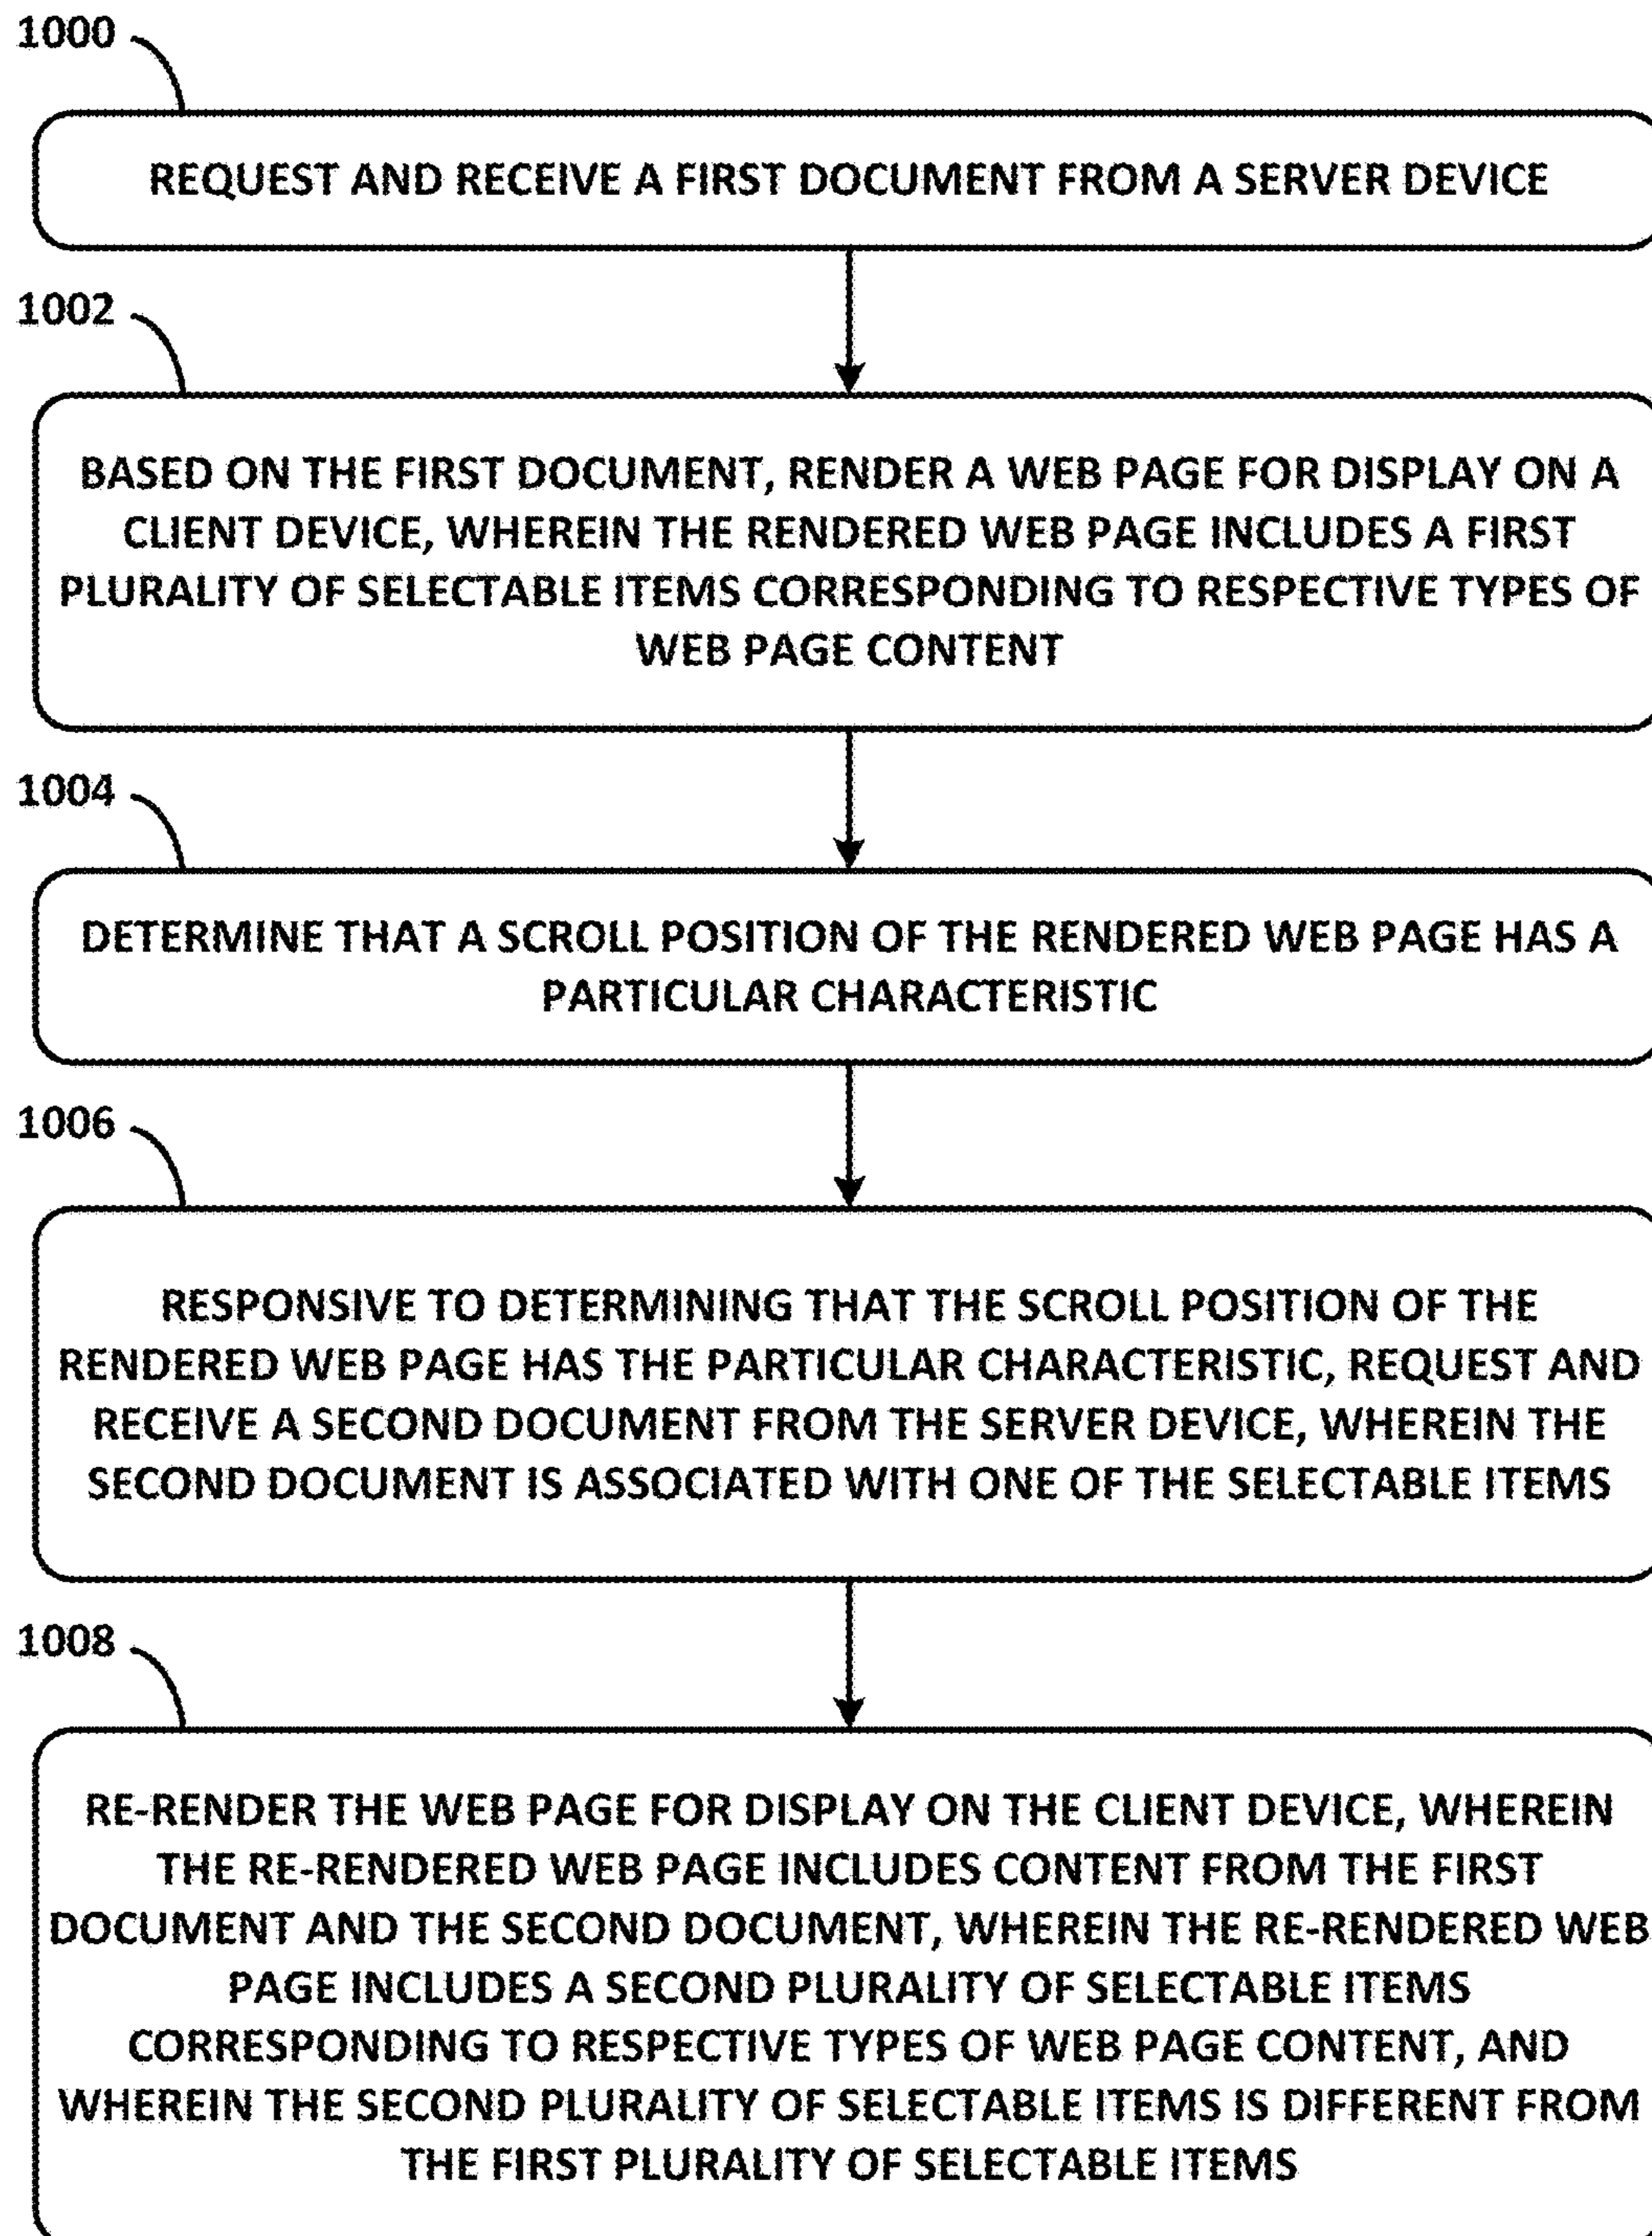 1000
REQUEST AND RECEIVE A FIRST DOCUMENT FROM A SERVER DEVICE
1002
BASED ON THE FIRST DOCUMENT, RENDER A WEB PAGE FOR DISPLAY ON A
CLIENT DEVICE, WHEREIN THE RENDERED WEB PAGE INCLUDES A FIRST
PLURALITY OF SELECTABLE ITEMS CORRESPONDING TO RESPECTIVE TYPES OF
WEB PAGE CONTENT
1004
DETERMINE THAT A SCROLL POSITION OF THE RENDERED WEB PAGE HAS A
PARTICULAR CHARACTERISTIC
1006
RESPONSIVE TO DETERMINING THAT THE SCROLL POSITION OF THE
RENDERED WEB PAGE HAS THE PARTICULAR CHARACTERISTIC, REQUEST AND
RECEIVE A SECOND DOCUMENT FROM THE SERVER DEVICE, WHEREIN THE
SECOND DOCUMENT IS ASSOCIATED WITH ONE OF THE SELECTABLE ITEMS
1008
RE-RENDER THE WEB PAGE FOR DISPLAY ON THE CLIENT DEVICE, WHEREIN
THE RE-RENDERED WEB PAGE INCLUDES CONTENT FROM THE FIRST
DOCUMENT AND THE SECOND DOCUMENT, WHEREIN THE RE-RENDERED WEB
PAGE INCLUDES A SECOND PLURALITY OF SELECTABLE ITEMS
CORRESPONDING TO RESPECTIVE TYPES OF WEB PAGE CONTENT, AND
WHEREIN THE SECOND PLURALITY OF SELECTABLE ITEMS IS DIFFERENT FROM
THE FIRST PLURALITY OF SELECTABLE ITEMS